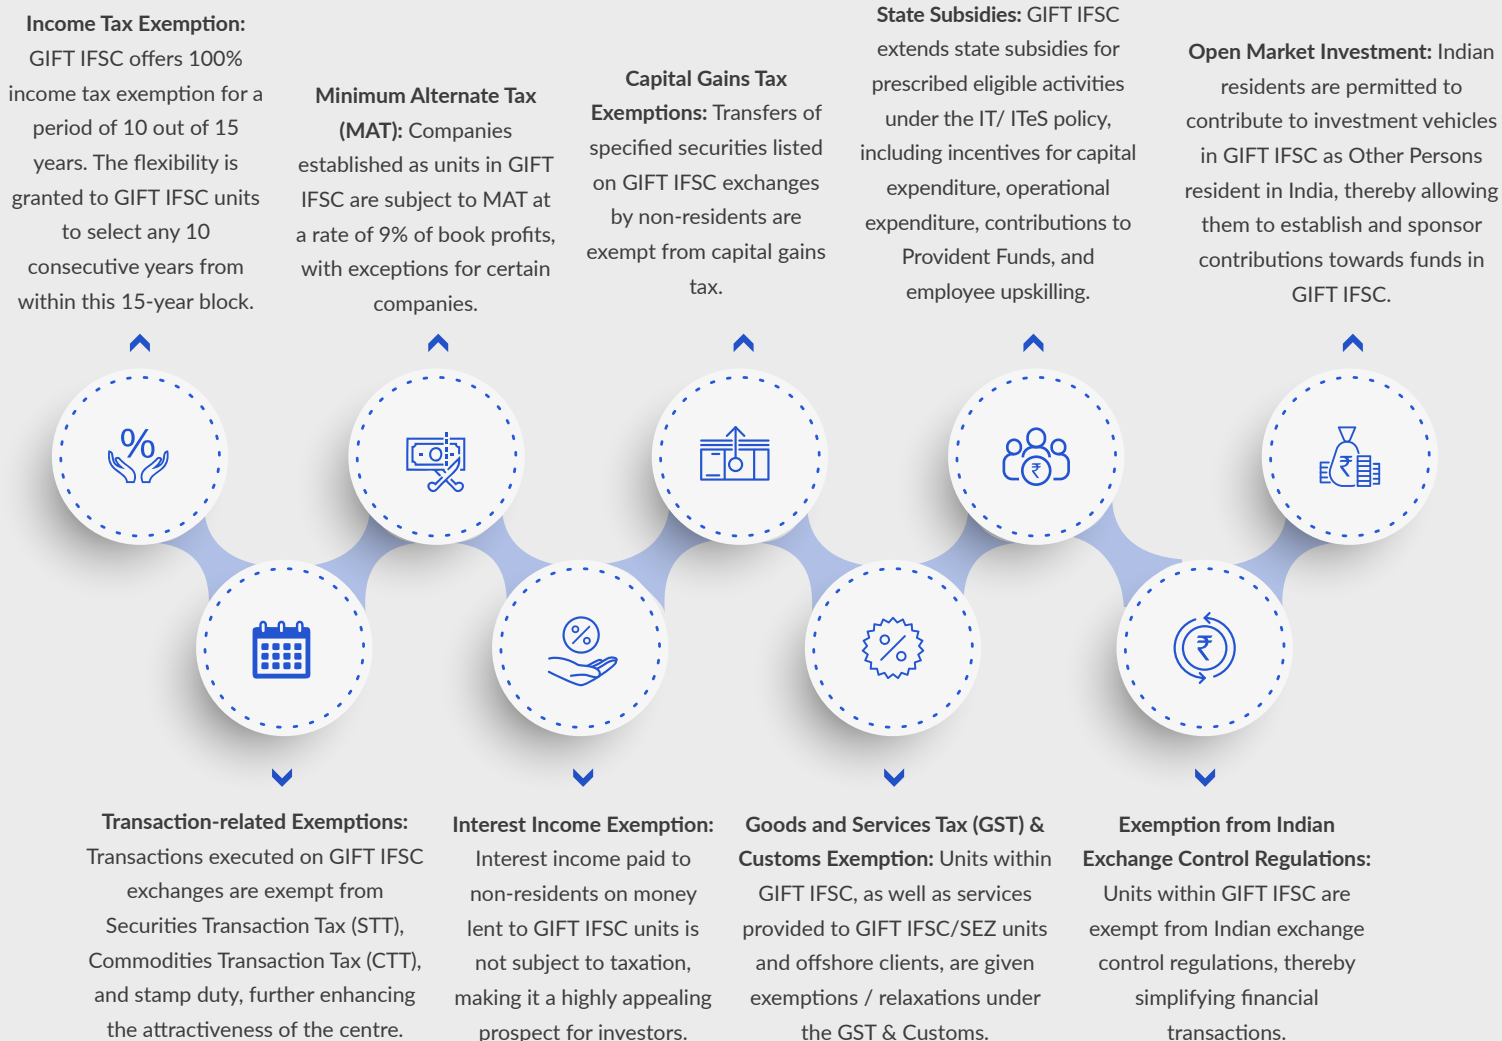 Income Tax Exemption:
GIFT IFSC offers 100%
income tax exemption for a
period of 10 out of 15
years. The flexibility is
granted to GIFT IFSC units
to select any 10
consecutive years from
within this 15-year block.
Minimum Alternate Tax
(MAT): Companies
established as units in GIFT
IFSC are subject to MAT at
a rate of 9% of book profits,
with exceptions for certain
companies.
Capital Gains Tax
Exemptions: Transfers of
specified securities listed
on GIFT IFSC exchanges
by non-residents are
exempt from capital gains
tax.
State Subsidies: GIFT IFSC
extends state subsidies for
prescribed eligible activities
under the IT/ ITeS policy,
including incentives for capital
expenditure, operational
expenditure, contributions to
Provident Funds, and
employee upskilling.
Open Market Investment: Indian
residents are permitted to
contribute to investment vehicles
in GIFT IFSC as Other Persons
resident in India, thereby allowing
them to establish and sponsor
contributions towards funds in
GIFT IFSC.
%
₹
₹
%
%
₹
Transaction-related Exemptions:
Transactions executed on GIFT IFSC
exchanges are exempt from
Securities Transaction Tax (STT),
Commodities Transaction Tax (CTT),
and stamp duty, further enhancing
the attractiveness of the centre.
Interest Income Exemption:
Interest income paid to
non-residents on money
lent to GIFT IFSC units is
not subject to taxation,
making it a highly appealing
prospect for investors.
Goods and Services Tax (GST) &
Customs Exemption: Units within
GIFT IFSC, as well as services
provided to GIFT IFSC/SEZ units
and offshore clients, are given
exemptions / relaxations under
the GST & Customs.
Exemption from Indian
Exchange Control Regulations:
Units within GIFT IFSC are
exempt from Indian exchange
control regulations, thereby
simplifying financial
transactions.